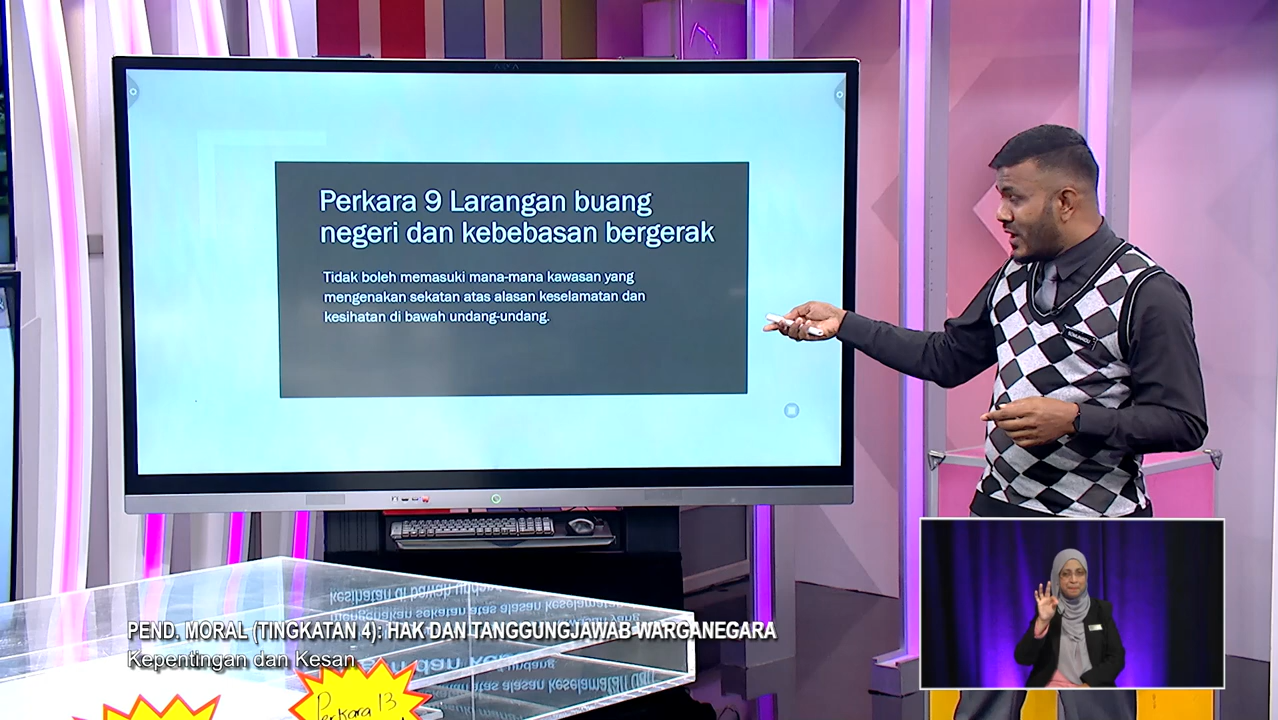 Perkara 9 Larangan buang
negeri dan kebebasan bergerak
Tidak boleh memasuki mana-mana kawasan yang
mengenakan sekatan atas alasan keselamatan dan
kesihatan di bawah undang-undang.
PEND. MORAL (TINGKATAN 4): HAK DAN TANGGUNGJAWAB WARGANEGARA
Kepentingan dan Kesan
Perkara 13